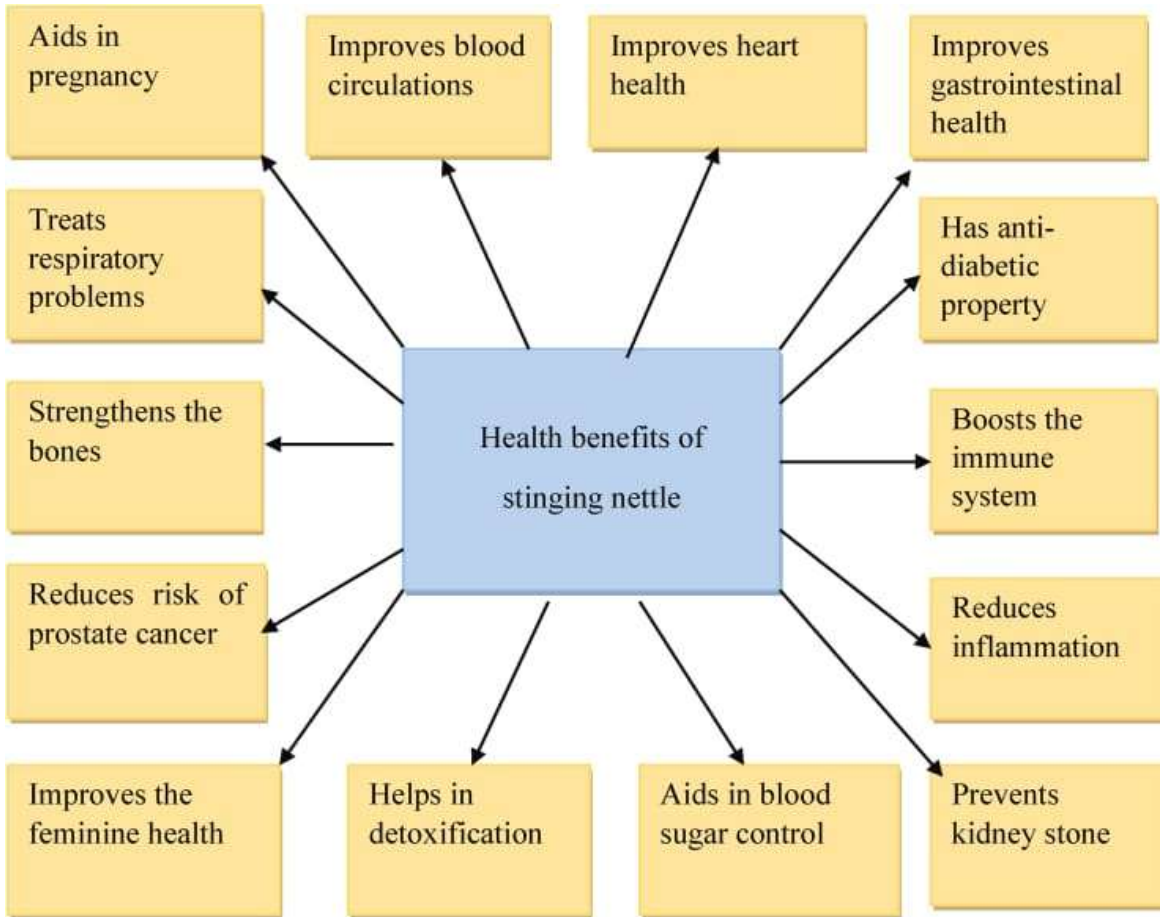 Aids in
pregnancy
Improves blood
circulations
Improves heart
health
Improves
gastrointestinal
health
Treats
respiratory
problems
Has anti-
diabetic
property
Strengthens the
bones
Health benefits of
stinging nettle
Boosts the
immune
system
Reduces risk of
prostate cancer
Reduces
inflammation
Improves the
feminine health
Helps in
detoxification
Aids in blood
sugar control
Prevents
kidney stone